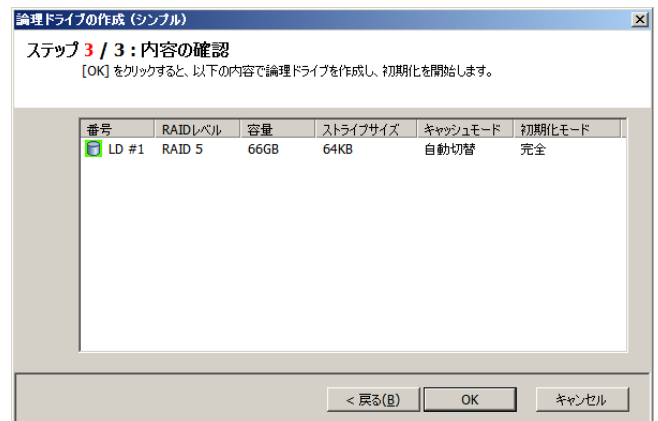 論理ドライブの作成 (シンプル)
ステップ 3 / 3 : 内容の確認
[OK] をクリックすると、以下の内容で論理ドライブを作成し、初期化を開始します。
番号 RAIDレベル 容量 ストライプサイズ キャッシュモード 初期化モード
LD #1 RAID 5 66GB 64KB 自動切替 完全
< 戻る(B) OK キャンセル